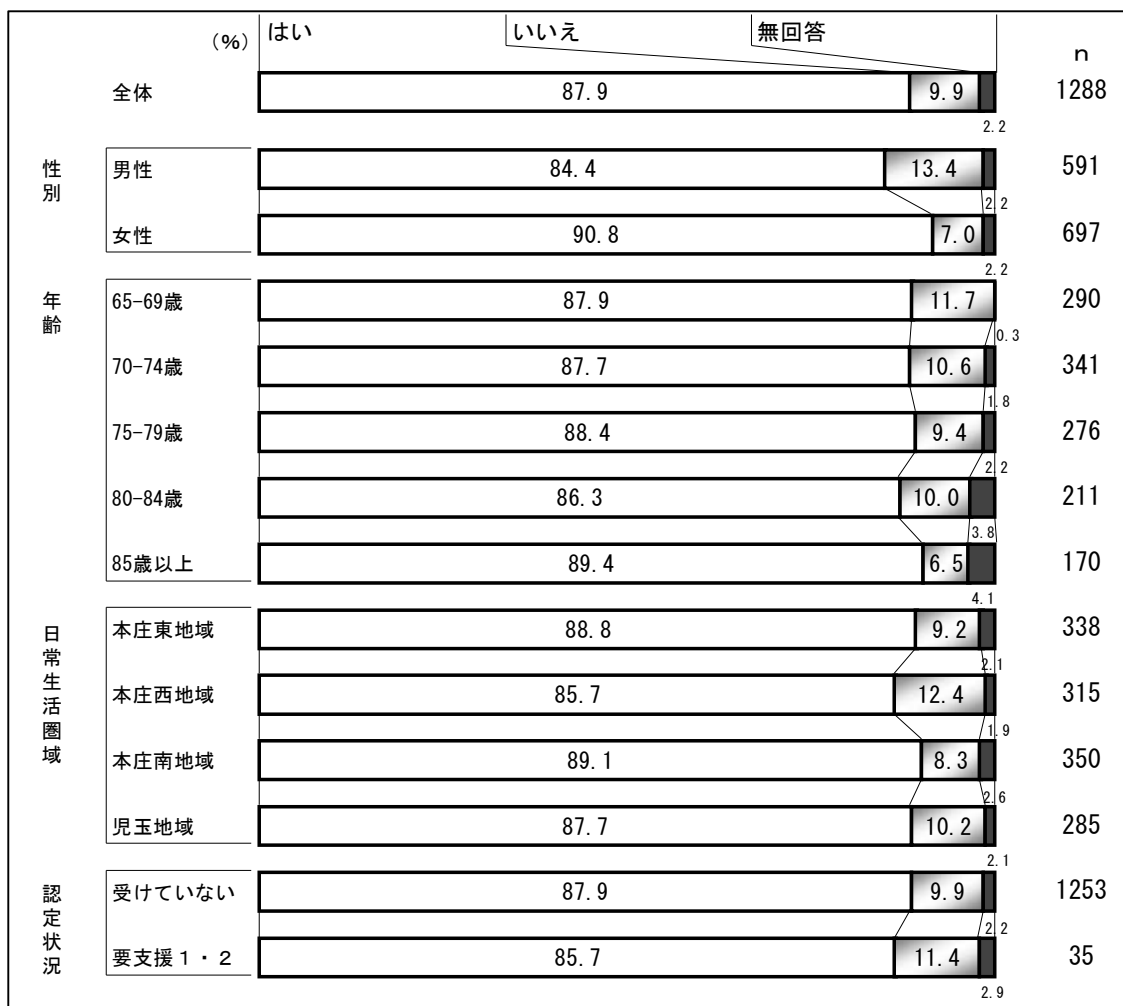 （%）
はい　いいえ　無回答
n
全体　87.9　9.9　1288
2.2
性別
男性　84.4　13.4　591
2.2
女性　90.8　7.0　697
2.2
年齢
65-69歳　87.9　11.7　290
0.3
70-74歳　87.7　10.6　341
1.8
75-79歳　88.4　9.4　276
2.2
80-84歳　86.3　10.0　211
3.8
85歳以上　89.4　6.5　170
4.1
日常生活圏域
本庄東地域　88.8　9.2　338
2.1
本庄西地域　85.7　12.4　315
1.9
本庄南地域　89.1　8.3　350
2.6
児玉地域　87.7　10.2　285
2.1
認定状況
受けていない　87.9　9.9　1253
2.2
要支援１・２　85.7　11.4　35
2.9